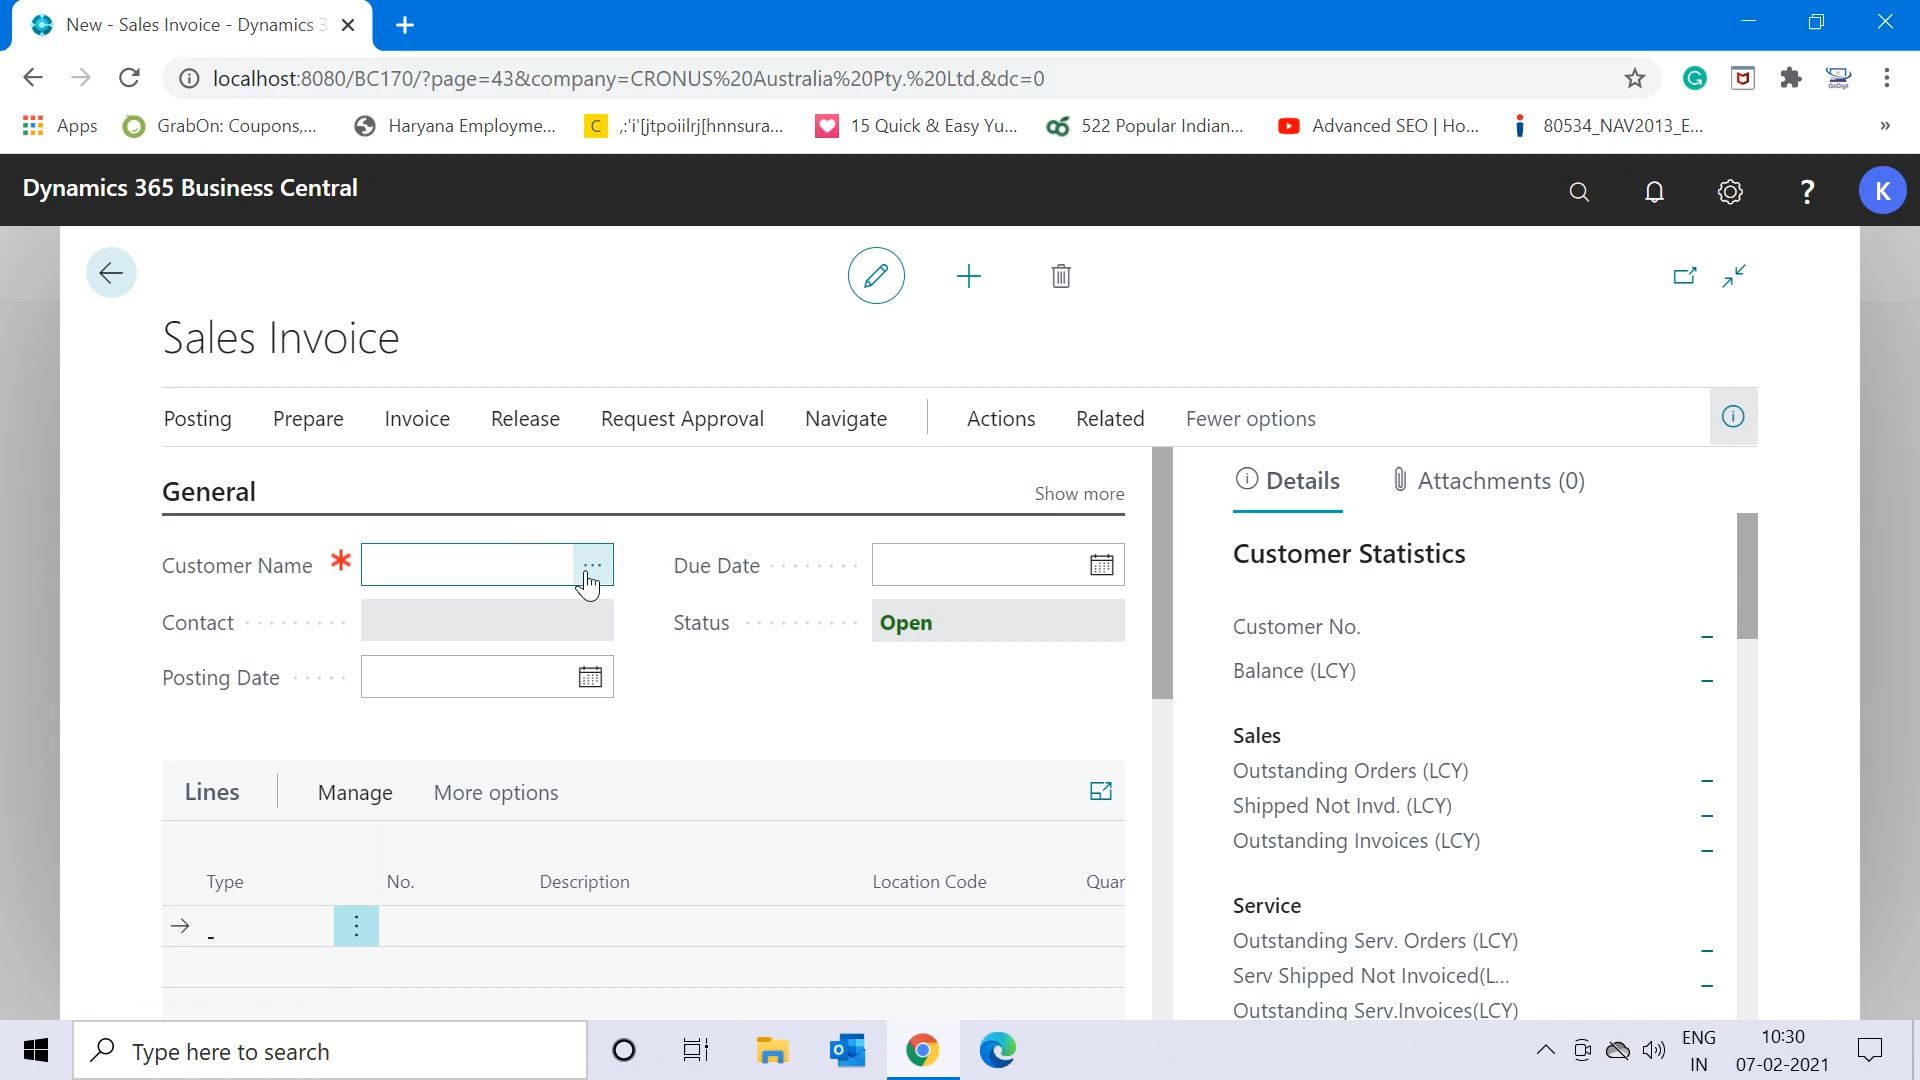 New - Sales Invoice - Dynamics 3
localhost:8080/BC170/?page=43&company=CRONUS%20Australia%20Pty.%20Ltd.&dc=0
Apps
GrabOn: Coupons,...
Haryana Employme...
C
,:'i'[jtpoiilrj[hnnsura...
15 Quick & Easy Yu...
522 Popular Indian...
Advanced SEO | Ho...
80534_NAV2013_E...
»
Dynamics 365 Business Central
?
K
Sales Invoice
Posting
Prepare
Invoice
Release
Request Approval
Navigate
Actions
Related
Fewer options
General
Show more
Customer Name *
Contact
Posting Date
Due Date
Status
Open
Lines
Manage
More options
Type
No.
Description
Location Code
Quar
Details
Attachments (0)
Customer Statistics
Customer No.
Balance (LCY)
Sales
Outstanding Orders (LCY)
Shipped Not Invd. (LCY)
Outstanding Invoices (LCY)
Service
Outstanding Serv. Orders (LCY)
Serv Shipped Not Invoiced(L...
Outstanding Serv.Invoices(LCY)
Type here to search
ENG
IN
10:30
07-02-2021